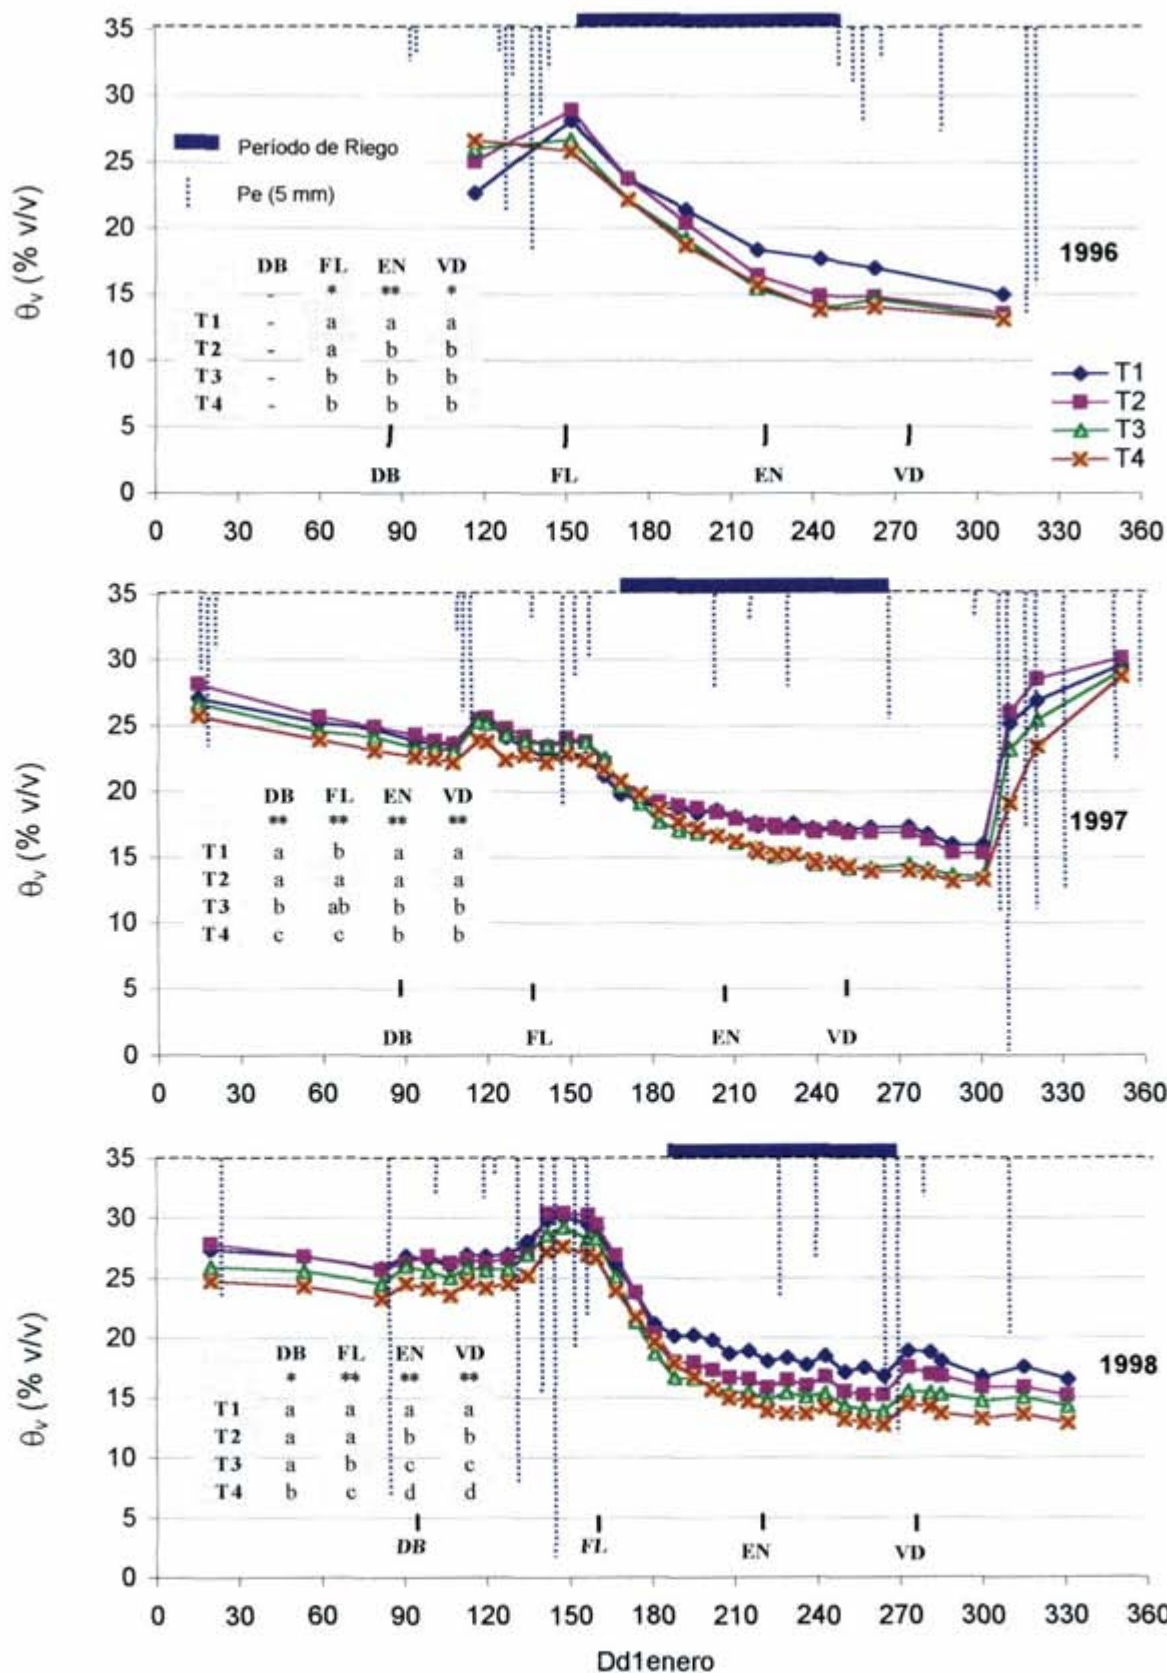 35
30
25
20
15
10
5
0
θv (% v/v)
Período de Riego
Pe (5 mm)
DB FL EN VD
- * ** *
T1 - a a a
T2 - a b b
T3 - b b b
T4 - b b b
1996
T1
T2
T3
T4
DB FL EN VD
0 30 60 90 120 150 180 210 240 270 300 330 360
35
30
25
20
15
10
5
0
θv (% v/v)
DB FL EN VD
** ** ** **
T1 a b a a
T2 a a a a
T3 b ab b b
T4 c c b b
1997
DB FL EN VD
0 30 60 90 120 150 180 210 240 270 300 330 360
35
30
25
20
15
10
5
0
θv (% v/v)
DB FL EN VD
* ** ** **
T1 a a a a
T2 a a b b
T3 a b c c
T4 b c d d
1998
DB FL EN VD
0 30 60 90 120 150 180 210 240 270 300 330 360
Dd1enero